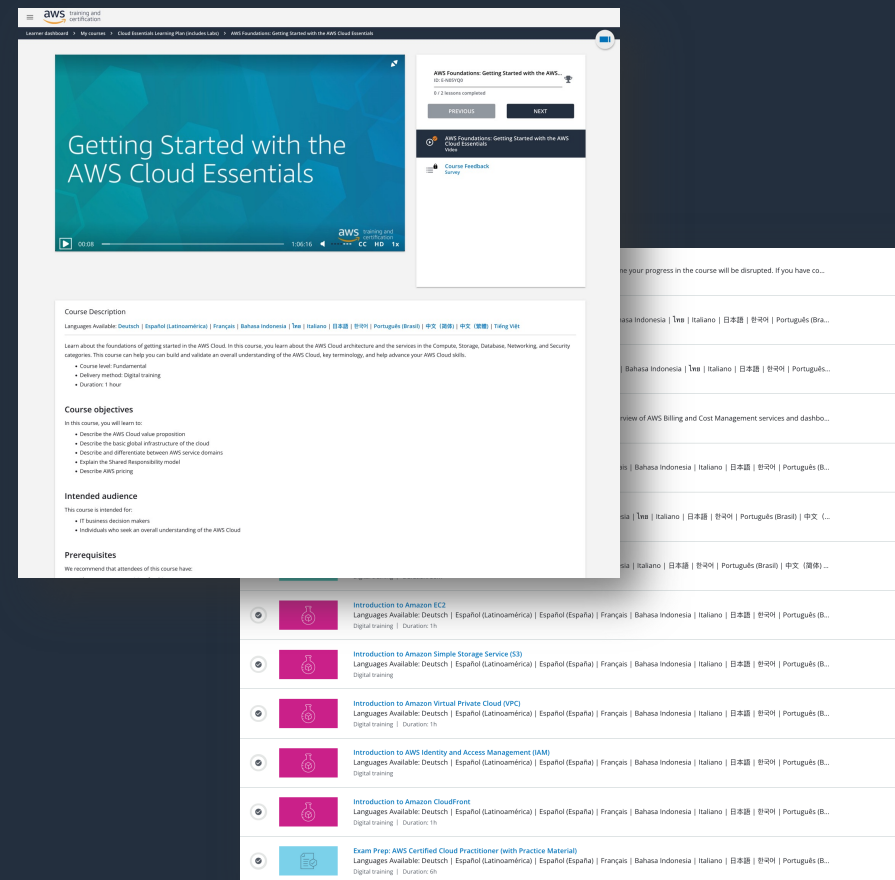 aws training and certification
Learner dashboard > My courses > Cloud Essentials Learning Plan (includes Labs) > AWS Foundations: Getting Started with the AWS Cloud Essentials
Getting Started with the
AWS Cloud Essentials
aws training and certification
00:08
1:06:16
CC HD 1x
AWS Foundations: Getting Started with the AWS...
ID: E-N05YQ0
0 / 2 lessons completed
PREVIOUS
NEXT
AWS Foundations: Getting Started with the AWS
Cloud Essentials
Video
Course Feedback
Survey
Course Description
Languages Available: Deutsch | Español (Latinoamérica) | Français | Bahasa Indonesia | ไทย | Italiano | 日本語 | 한국어 | Português (Brasil) | 中文 (简体) | 中文 (繁體) | Tiếng Việt
Learn about the foundations of getting started in the AWS Cloud. In this course, you learn about the AWS Cloud architecture and the services in the Compute, Storage, Database, Networking, and Security
categories. This course can help you can build and validate an overall understanding of the AWS Cloud, key terminology, and help advance your AWS Cloud skills.
• Course level: Fundamental
• Delivery method: Digital training
• Duration: 1 hour
Course objectives
In this course, you will learn to:
• Describe the AWS Cloud value proposition
• Describe the basic global infrastructure of the cloud
• Describe and differentiate between AWS service domains
• Explain the Shared Responsibility model
• Describe AWS pricing
Intended audience
This course is intended for:
• IT business decision makers
• Individuals who seek an overall understanding of the AWS Cloud
Prerequisites
We recommend that attendees of this course have:
your progress in the course will be disrupted. If you have co...
Indonesia | ไทย | Italiano | 日本語 | 한국어 | Português (Bra...
| Bahasa Indonesia | ไทย | Italiano | 日本語 | 한국어 | Português...
of AWS Billing and Cost Management services and dashbo...
| Bahasa Indonesia | Italiano | 日本語 | 한국어 | Português (B...
| ไทย | Italiano | 日本語 | 한국어 | Português (Brasil) | 中文 (...
| Italiano | 日本語 | 한국어 | Português (Brasil) | 中文 (简体) ...
Introduction to Amazon EC2
Languages Available: Deutsch | Español (Latinoamérica) | Español (España) | Français | Bahasa Indonesia | Italiano | 日本語 | 한국어 | Português (B...
Digital training | Duration: 1h
Introduction to Amazon Simple Storage Service (S3)
Languages Available: Deutsch | Español (Latinoamérica) | Español (España) | Français | Bahasa Indonesia | Italiano | 日本語 | 한국어 | Português (B...
Digital training
Introduction to Amazon Virtual Private Cloud (VPC)
Languages Available: Deutsch | Español (Latinoamérica) | Español (España) | Français | Bahasa Indonesia | Italiano | 日本語 | 한국어 | Português (B...
Digital training | Duration: 1h
Introduction to AWS Identity and Access Management (IAM)
Languages Available: Deutsch | Español (Latinoamérica) | Español (España) | Français | Bahasa Indonesia | Italiano | 日本語 | 한국어 | Português (B...
Digital training
Introduction to Amazon CloudFront
Languages Available: Deutsch | Español (Latinoamérica) | Español (España) | Français | Bahasa Indonesia | Italiano | 日本語 | 한국어 | Português (B...
Digital training | Duration: 1h
Exam Prep: AWS Certified Cloud Practitioner (with Practice Material)
Languages Available: Deutsch | Español (Latinoamérica) | Español (España) | Français | Bahasa Indonesia | Italiano | 日本語 | 한국어 | Português (B...
Digital training | Duration: 6h